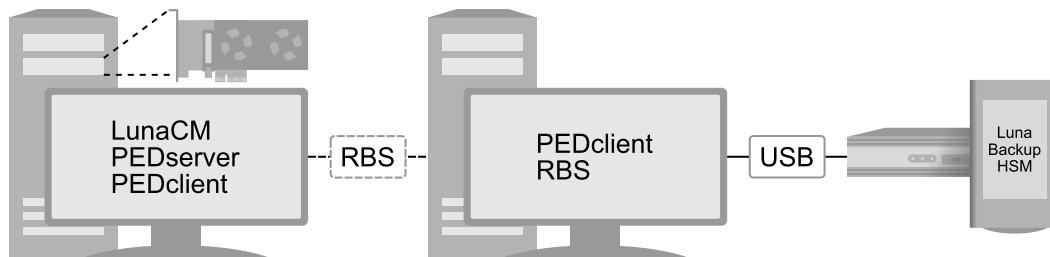 LunaCM
PEDserver
PEDclient
RBS
PEDclient
RBS
USB
Luna
Backup
HSM